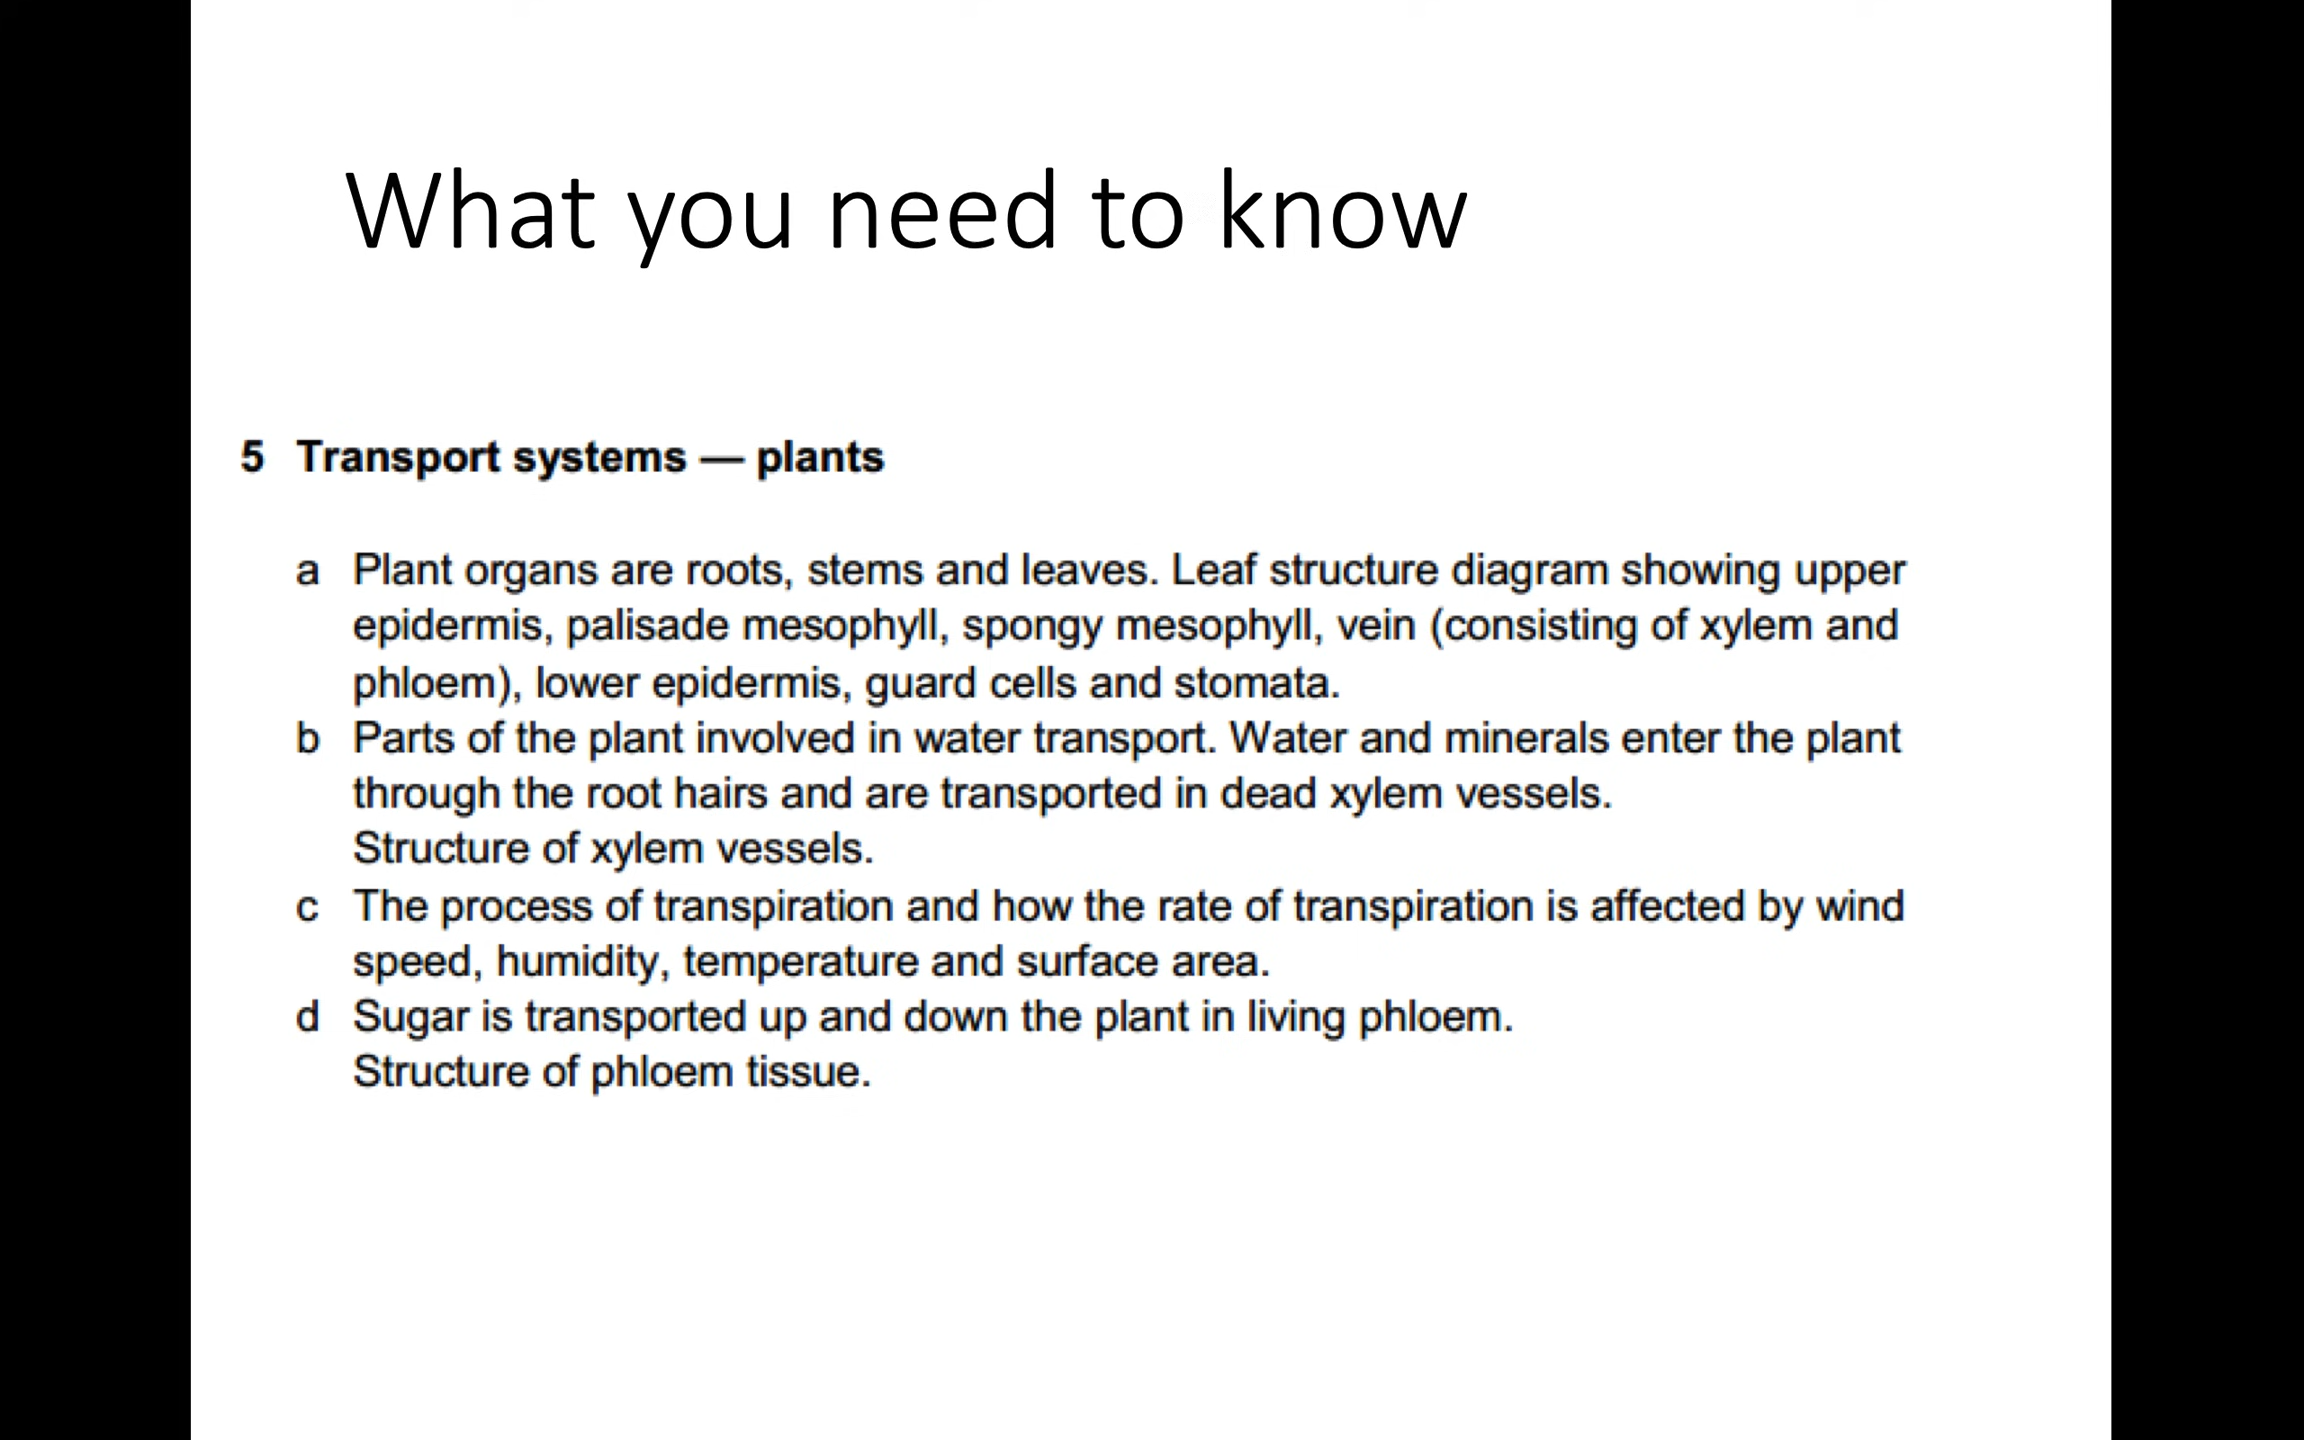 What you need to know
5 Transport systems — plants
a Plant organs are roots, stems and leaves. Leaf structure diagram showing upper
epidermis, palisade mesophyll, spongy mesophyll, vein (consisting of xylem and
phloem), lower epidermis, guard cells and stomata.
b Parts of the plant involved in water transport. Water and minerals enter the plant
through the root hairs and are transported in dead xylem vessels.
Structure of xylem vessels.
c The process of transpiration and how the rate of transpiration is affected by wind
speed, humidity, temperature and surface area.
d Sugar is transported up and down the plant in living phloem.
Structure of phloem tissue.